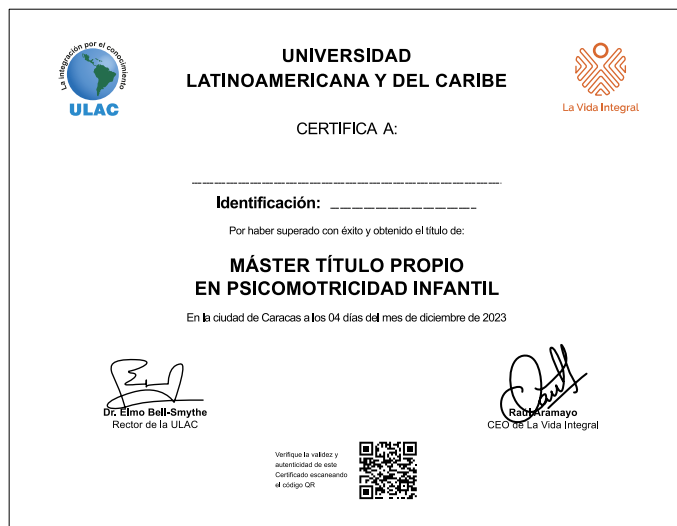 La integración por el conocimiento
ULAC
UNIVERSIDAD
LATINOAMERICANA Y DEL CARIBE
La Vida Integral
CERTIFICA A:
Identificación:
Por haber superado con éxito y obtenido el título de:
MÁSTER TÍTULO PROPIO
EN PSICOMOTRICIDAD INFANTIL
En la ciudad de Caracas a los 04 días del mes de diciembre de 2023
Dr. Elmo Bell-Smythe
Rector de la ULAC
Raúl Aramayo
CEO de La Vida Integral
Verifique la validez y
autenticidad de este
Certificado escaneando
el código QR